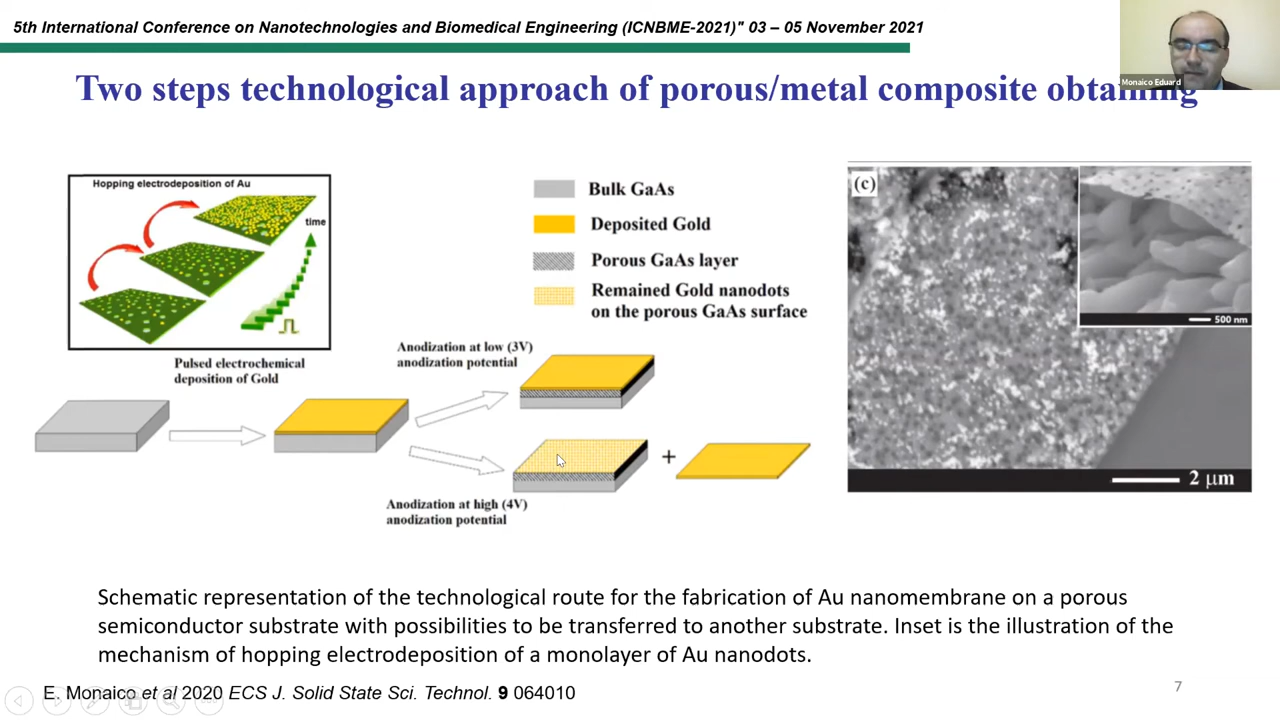 5th International Conference on Nanotechnologies and Biomedical Engineering (ICNBME-2021)" 03 – 05 November 2021
Monaico Eduard
Two steps technological approach of porous/metal composite obtaining
Hopping electrodeposition of Au
time
Bulk GaAs
Deposited Gold
Porous GaAs layer
Remained Gold nanodots
on the porous GaAs surface
(c)
500 nm
2 μm
Pulsed electrochemical
deposition of Gold
Anodization at low (3V)
anodization potential
+
Anodization at high (4V)
anodization potential
Schematic representation of the technological route for the fabrication of Au nanomembrane on a porous
semiconductor substrate with possibilities to be transferred to another substrate. Inset is the illustration of the
mechanism of hopping electrodeposition of a monolayer of Au nanodots.
E. Monaico et al 2020 ECS J. Solid State Sci. Technol. 9 064010
7